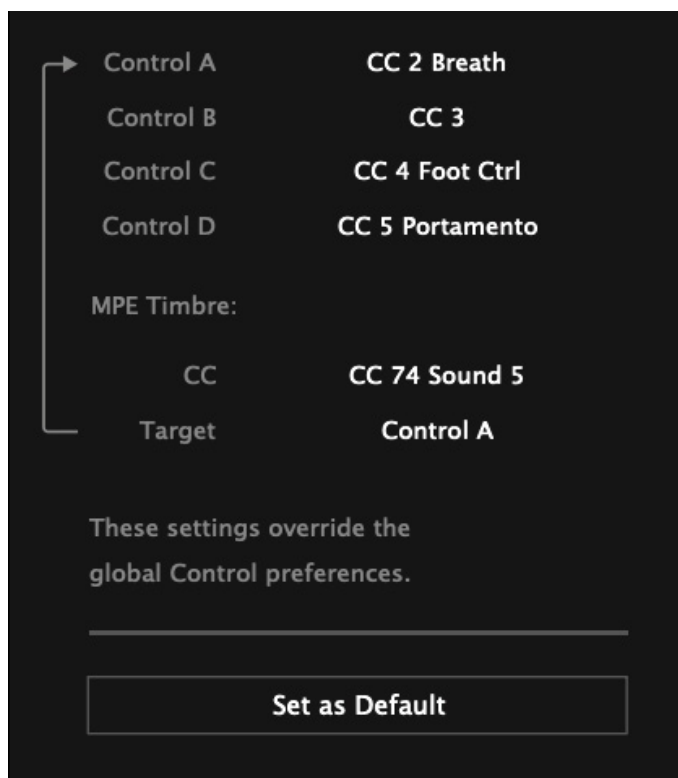 Control A CC 2 Breath
Control B CC 3
Control C CC 4 Foot Ctrl
Control D CC 5 Portamento
MPE Timbre:
CC CC 74 Sound 5
Target Control A
These settings override the
global Control preferences.
Set as Default